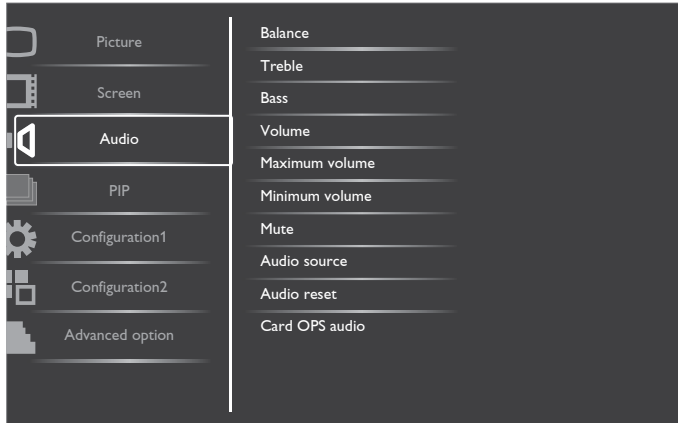 Picture
Screen
Audio
PIP
Configuration1
Configuration2
Advanced option
Balance
Treble
Bass
Volume
Maximum volume
Minimum volume
Mute
Audio source
Audio reset
Card OPS audio